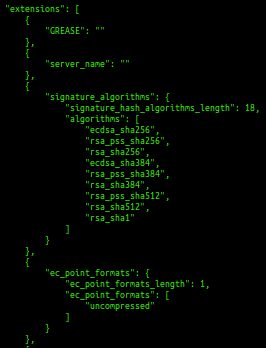 "extensions": [
{
"GREASE": ""
},
{
"server_name": ""
},
{
"signature_algorithms": {
"signature_hash_algorithms_length": 18,
"algorithms": [
"ecdsa_sha256",
"rsa_pss_sha256",
"rsa_sha256",
"ecdsa_sha384",
"rsa_pss_sha384",
"rsa_sha384",
"rsa_pss_sha512",
"rsa_sha512",
"rsa_sha1"
]
}
},
{
"ec_point_formats": {
"ec_point_formats_length": 1,
"ec_point_formats": [
"uncompressed"
]
}
},